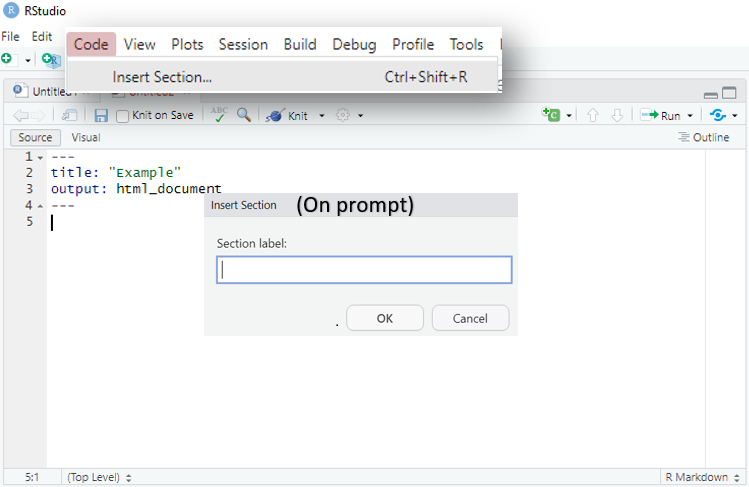 RStudio
File Edit
Code View Plots Session Build Debug Profile Tools
Insert Section... Ctrl+Shift+R
Knit on Save ABC Knit Run
Source Visual Outline
1 ---
2 title: "Example"
3 output: html_document
4 ---
5
Insert Section (On prompt)
Section label:
OK Cancel
5:1 (Top Level) R Markdown